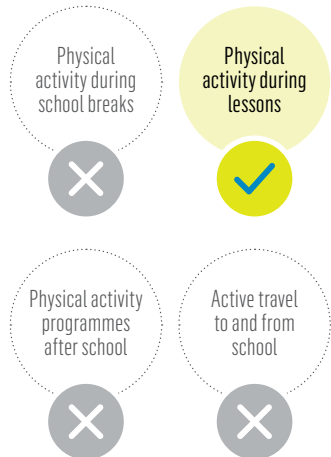 Physical
activity during
school breaks
Physical
activity during
lessons
Physical activity
programmes
after school
Active travel
to and from
school